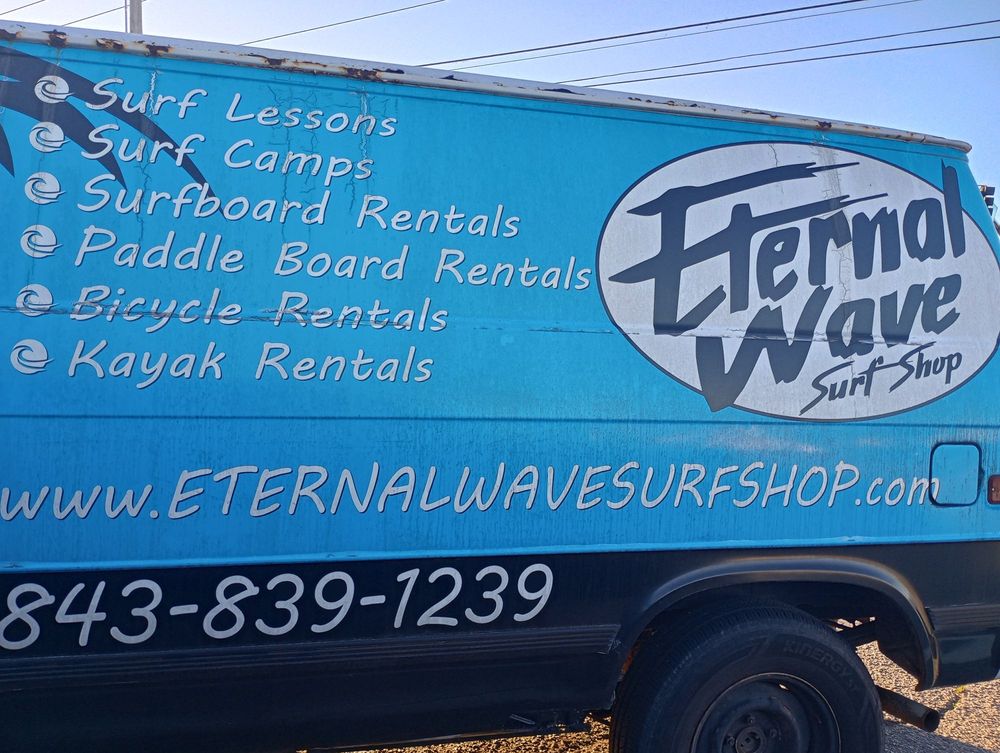 Surf Lessons
Surf Camps
Surfboard Rentals
Paddle Board Rentals
Bicycle Rentals
Kayak Rentals
Eternal
Wave
Surf Shop
www.ETERNALWAVESURFSHOP.com
843-839-1239
KINERGY